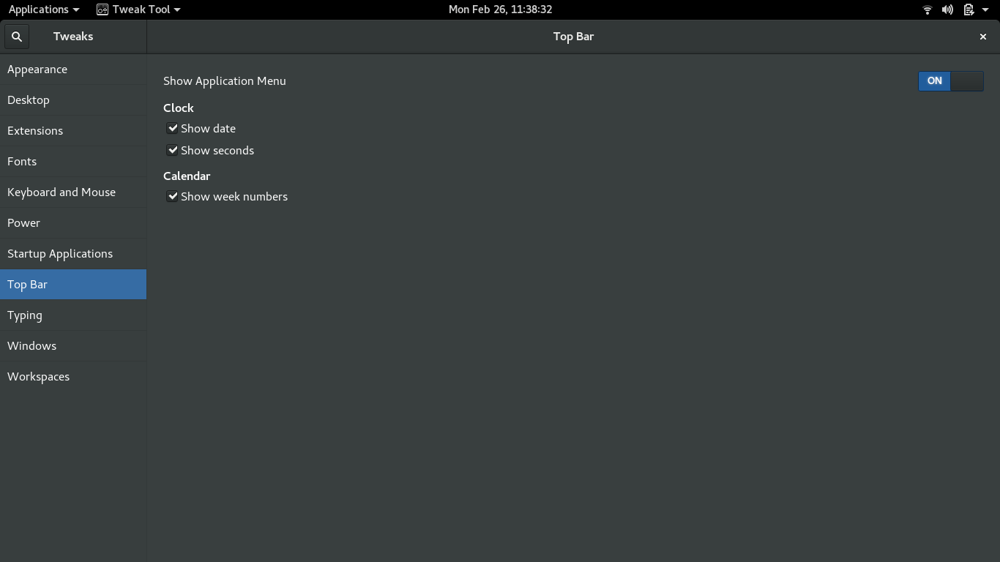 Applications Tweak Tool Mon Feb 26, 11:38:32
Tweaks Top Bar
Appearance
Desktop
Extensions
Fonts
Keyboard and Mouse
Power
Startup Applications
Top Bar
Typing
Windows
Workspaces
Show Application Menu ON
Clock
Show date
Show seconds
Calendar
Show week numbers